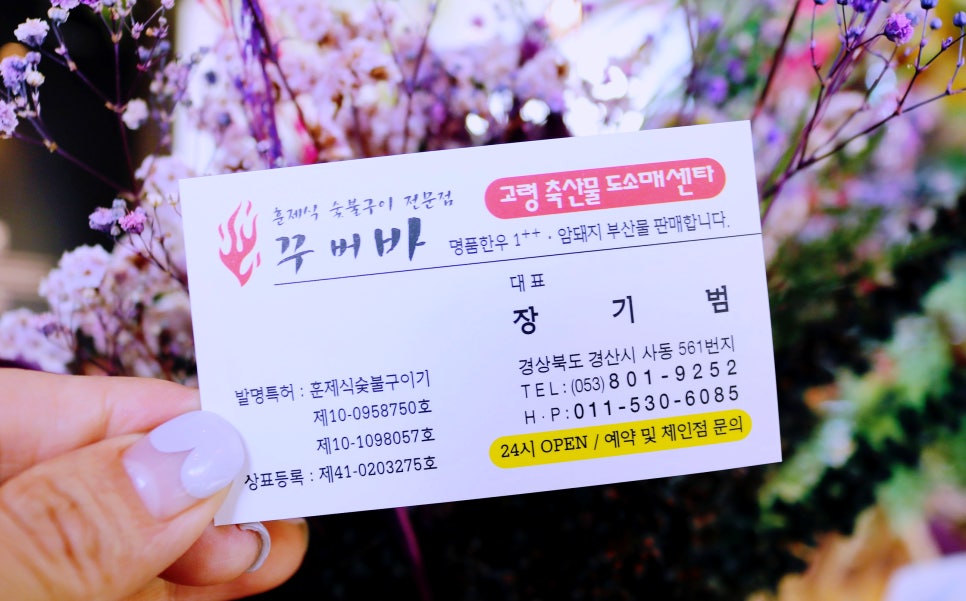 훈제식 숯불구이 전문점
꾸버바
고령 축산물 도소매센타
명품한우 1++ · 암돼지 부산물 판매합니다.
대표
장 기 범
경상북도 경산시 사동 561번지
TEL:(053)801-9252
H·P:011-530-6085
24시 OPEN / 예약 및 체인점 문의
발명특허 : 훈제식숯불구이기
제10-0958750호
제10-1098057호
상표등록 : 제41-0203275호